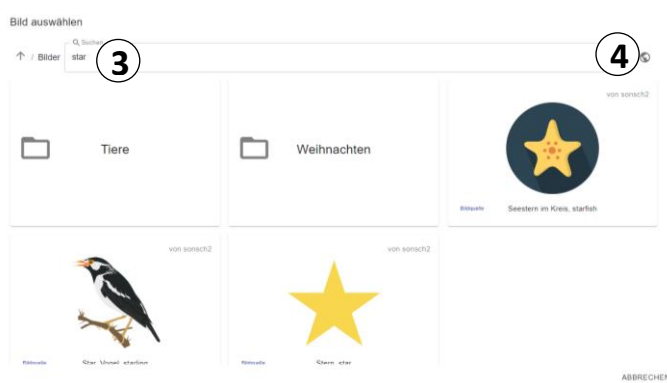 Bild auswählen
Suchen
/ Bilder star
3
4
Tiere
Weihnachten
von sonsch2
Bildquelle Seestern im Kreis, starfish
von sonsch2
Bildquelle Star, Vogel, starling
von sonsch2
Bildquelle Stern, star
ABBRECHEN